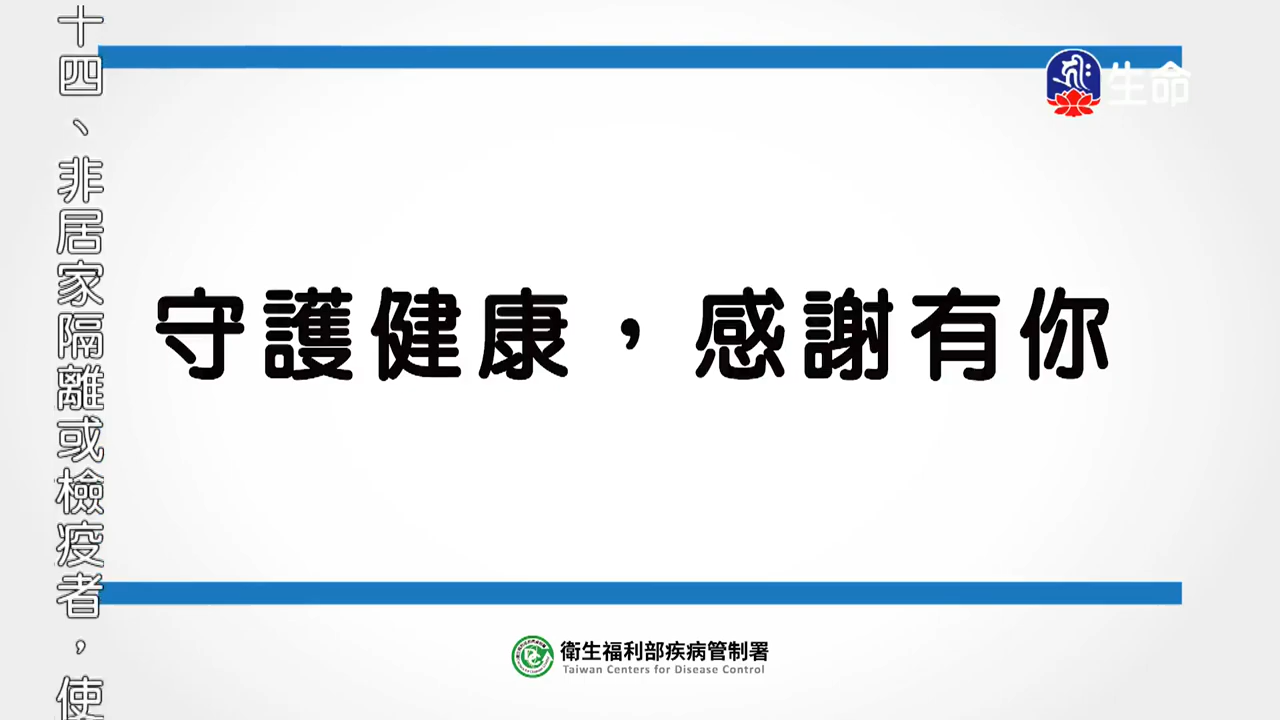 十四、非居家隔離或檢疫者，使
生命
守護健康，感謝有你
衛生福利部疾病管制署
Taiwan Centers for Disease Control